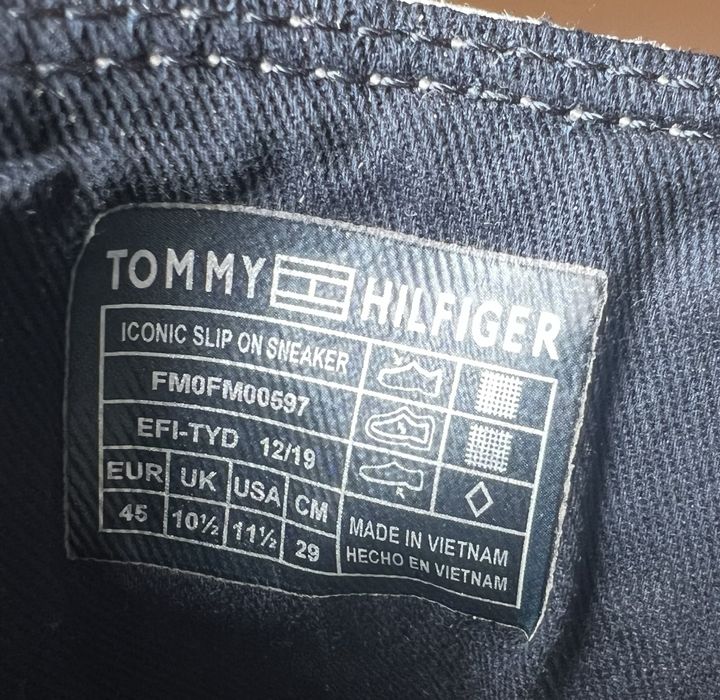 TOMMY HILFIGER
ICONIC SLIP ON SNEAKER
FM0FM00597
EFI-TYD 12/19
EUR UK USA CM
45 10½ 11½ 29
MADE IN VIETNAM
HECHO EN VIETNAM